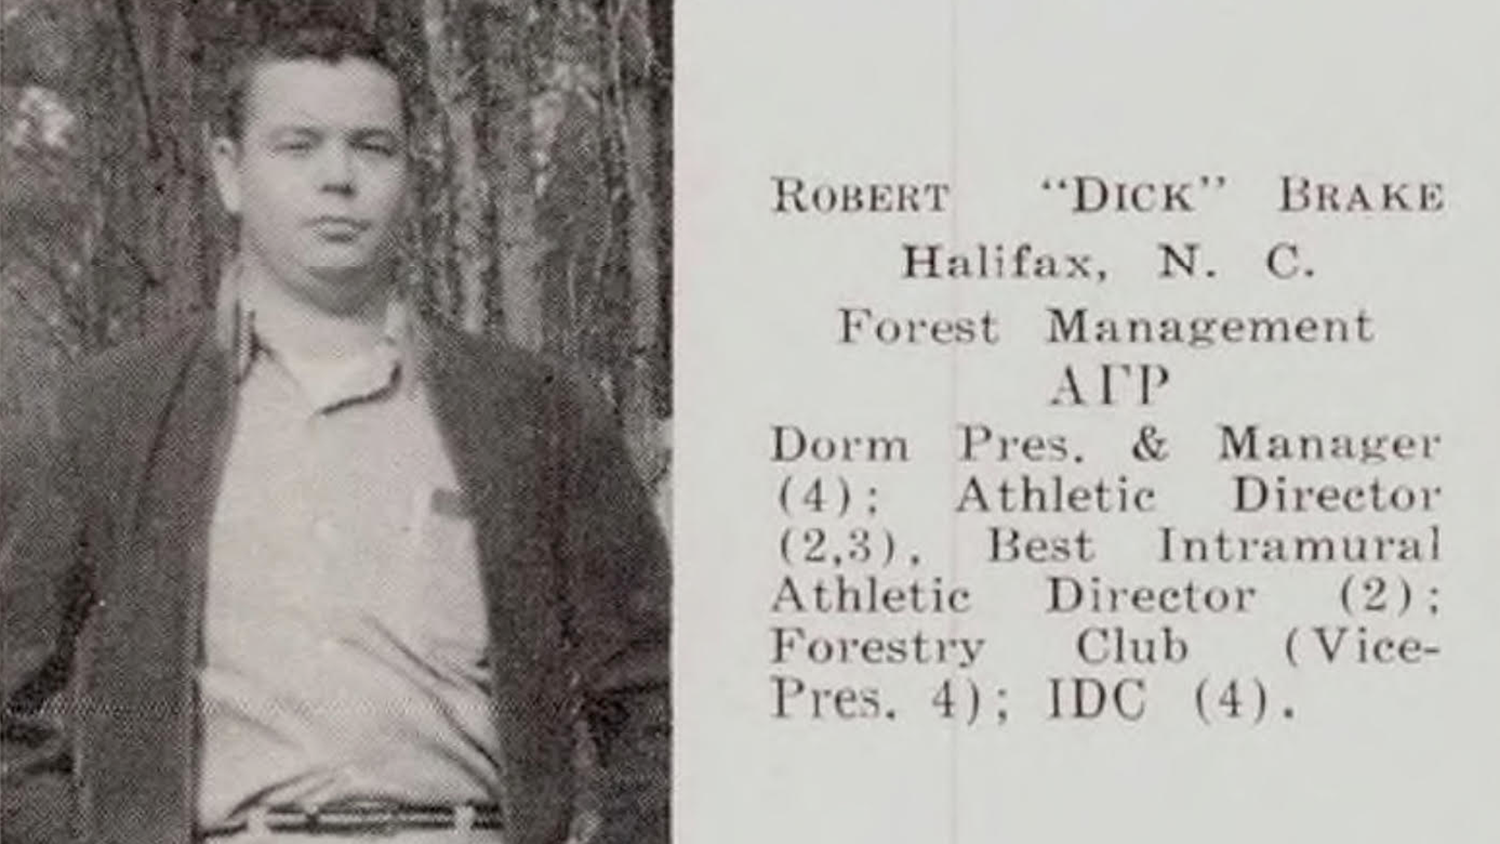 ROBERT “DICK” BRAKE
Halifax, N. C.
Forest Management
ΑΓΡ
Dorm Pres. & Manager
(4); Athletic Director
(2,3), Best Intramural
Athletic Director (2);
Forestry Club (Vice-
Pres. 4); IDC (4).